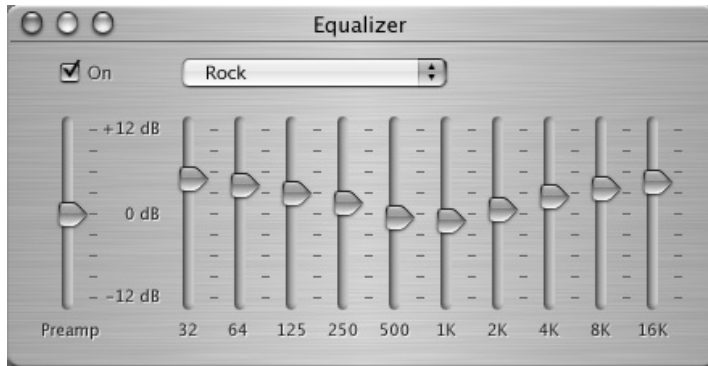 Equalizer
On
Rock
+12 dB
0 dB
-12 dB
Preamp 32 64 125 250 500 1K 2K 4K 8K 16K